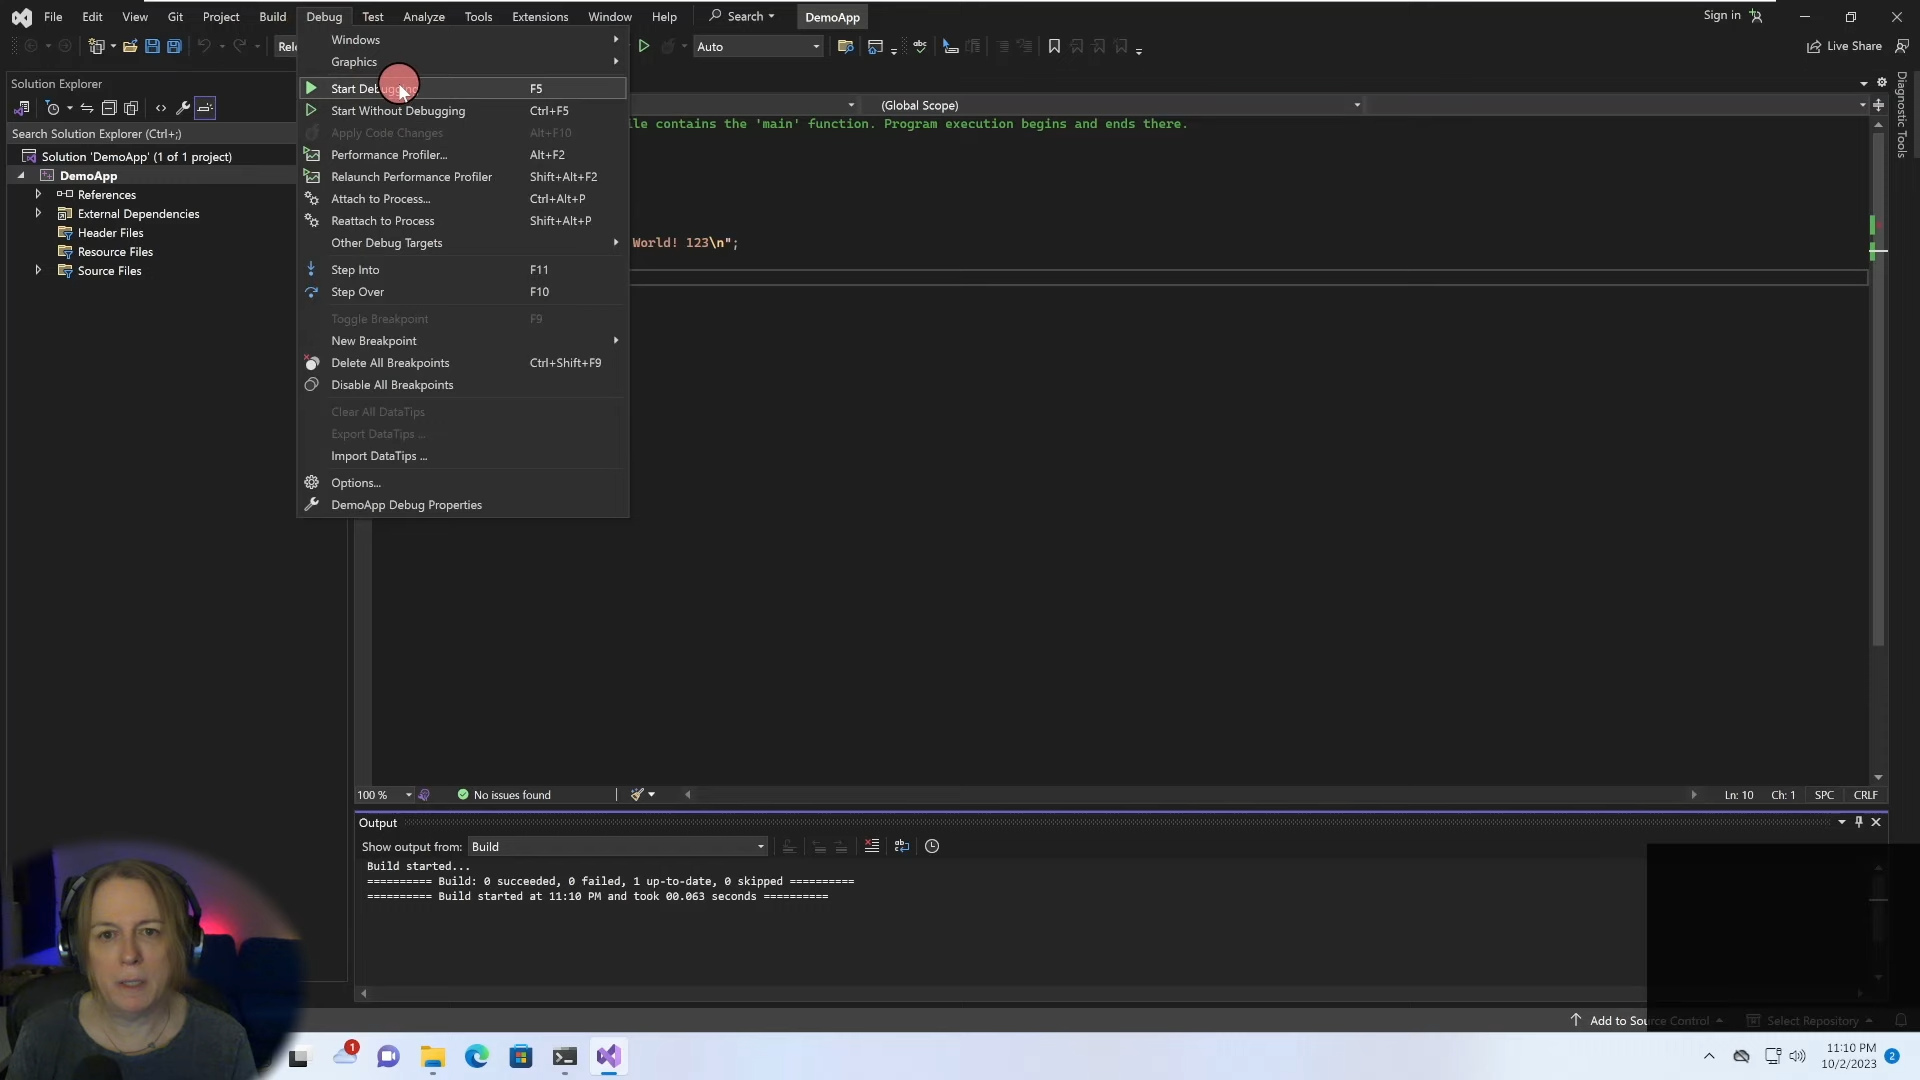 File Edit View Git Project Build Debug Test Analyze Tools Extensions Window Help Search DemoApp Sign in
Auto Live Share
Solution Explorer
Search Solution Explorer (Ctrl+;)
Solution 'DemoApp' (1 of 1 project)
DemoApp
References
External Dependencies
Header Files
Resource Files
Source Files
Windows
Graphics
Start Debugging F5
Start Without Debugging Ctrl+F5
Apply Code Changes Alt+F10
Performance Profiler... Alt+F2
Relaunch Performance Profiler Shift+Alt+F2
Attach to Process... Ctrl+Alt+P
Reattach to Process Shift+Alt+P
Other Debug Targets
Step Into F11
Step Over F10
Toggle Breakpoint F9
New Breakpoint
Delete All Breakpoints Ctrl+Shift+F9
Disable All Breakpoints
Clear All DataTips
Export DataTips ...
Import DataTips ...
Options...
DemoApp Debug Properties
(Global Scope)
contains the 'main' function. Program execution begins and ends there.
World! 123\n";
Diagnostic Tools
100 % No issues found Ln: 10 Ch: 1 SPC CRLF
Output
Show output from: Build
Build started...
========== Build: 0 succeeded, 0 failed, 1 up-to-date, 0 skipped ==========
========== Build started at 11:10 PM and took 00.063 seconds ==========
Add to Source Control Select Repository
1
11:10 PM
10/2/2023
2